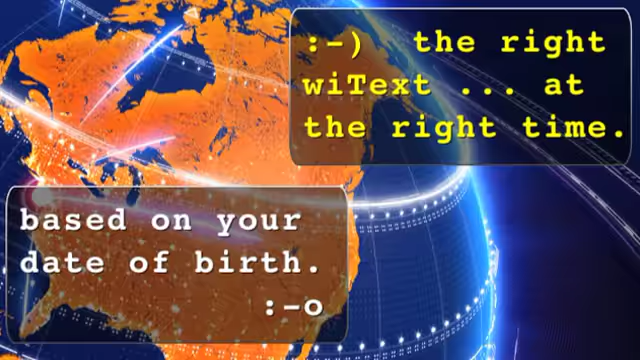 :-) the right
wiText ... at
the right time.
based on your
date of birth.
:-o